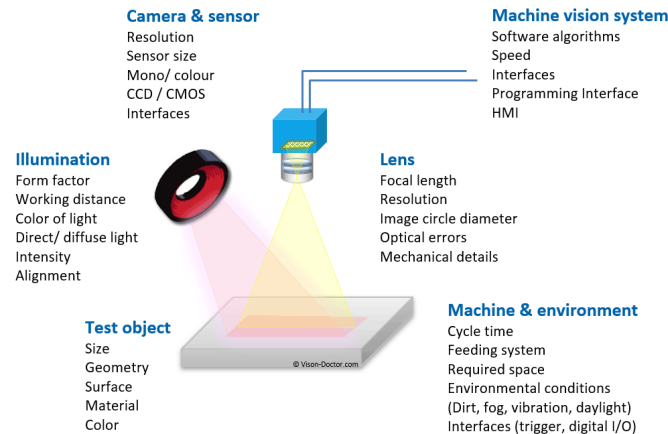 Camera & sensor
Resolution
Sensor size
Mono/ colour
CCD / CMOS
Interfaces
Machine vision system
Software algorithms
Speed
Interfaces
Programming Interface
HMI
Illumination
Form factor
Working distance
Color of light
Direct/ diffuse light
Intensity
Alignment
Lens
Focal length
Resolution
Image circle diameter
Optical errors
Mechanical details
Test object
Size
Geometry
Surface
Material
Color
© Vison-Doctor.com
Machine & environment
Cycle time
Feeding system
Required space
Environmental conditions
(Dirt, fog, vibration, daylight)
Interfaces (trigger, digital I/O)